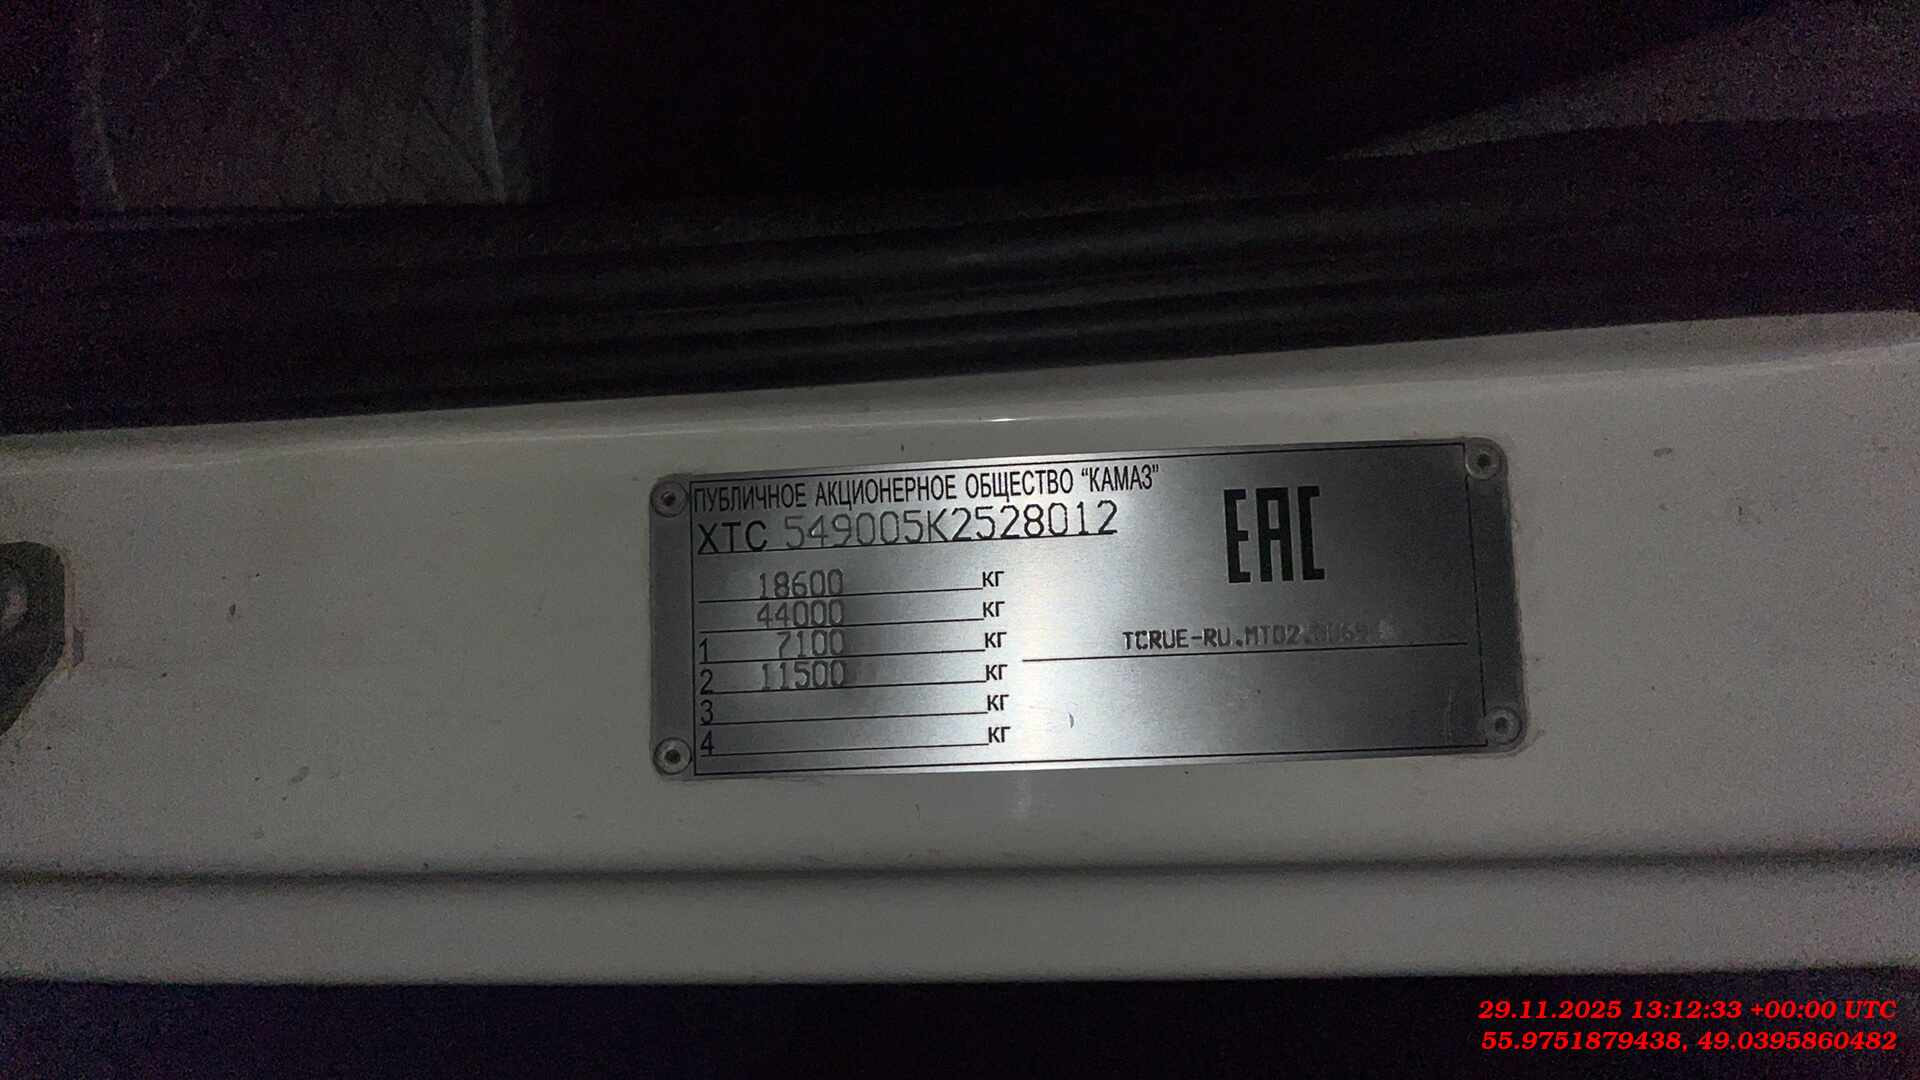 ПУБЛИЧНОЕ АКЦИОНЕРНОЕ ОБЩЕСТВО “КАМАЗ”
XTC 549005K2528012
EAC
18600 КГ
44000 КГ
1 7100 КГ
2 11500 КГ
3 КГ
4 КГ
TCRUE-RU.MT02.
29.11.2025 13:12:33 +00:00 UTC
55.9751879438, 49.0395860482